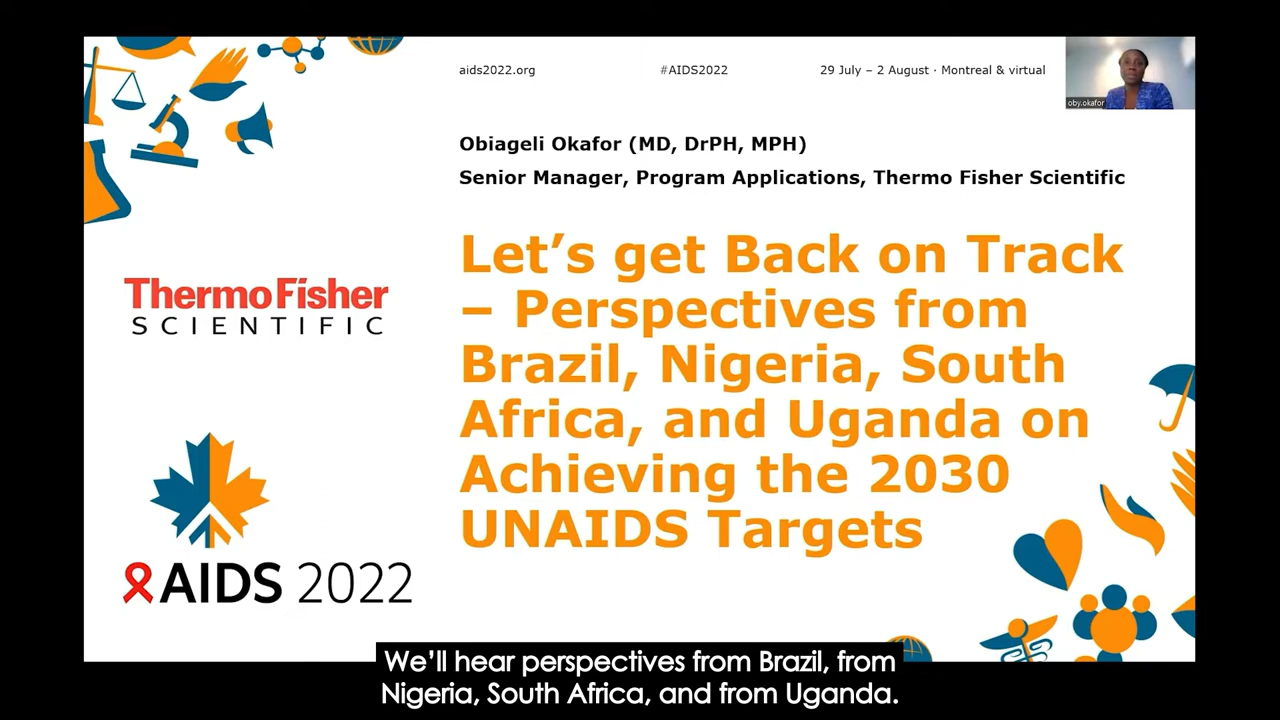 aids2022.org #AIDS2022 29 July – 2 August · Montreal & virtual
oby.okafor
Obiageli Okafor (MD, DrPH, MPH)
Senior Manager, Program Applications, Thermo Fisher Scientific
Let’s get Back on Track
– Perspectives from
Brazil, Nigeria, South
Africa, and Uganda on
Achieving the 2030
UNAIDS Targets
ThermoFisher
SCIENTIFIC
AIDS 2022
We’ll hear perspectives from Brazil, from
Nigeria, South Africa, and from Uganda.